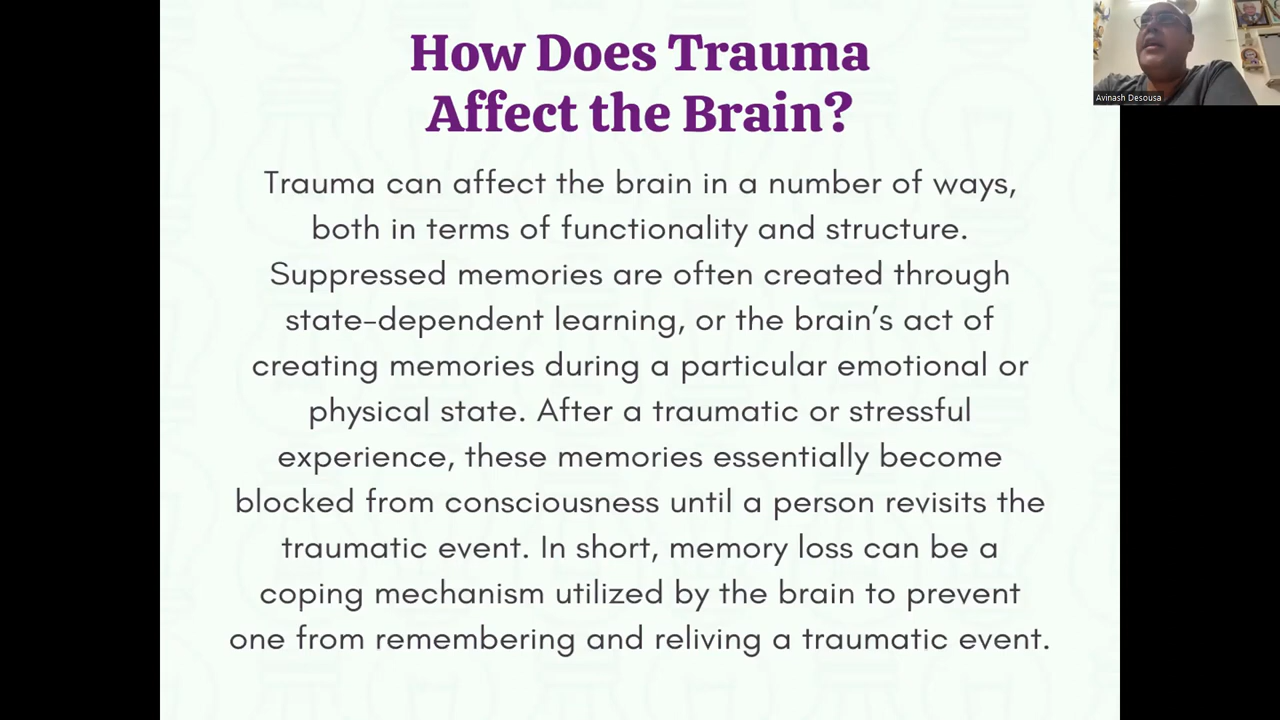 How Does Trauma
Affect the Brain?
Trauma can affect the brain in a number of ways,
both in terms of functionality and structure.
Suppressed memories are often created through
state-dependent learning, or the brain's act of
creating memories during a particular emotional or
physical state. After a traumatic or stressful
experience, these memories essentially become
blocked from consciousness until a person revisits the
traumatic event. In short, memory loss can be a
coping mechanism utilized by the brain to prevent
one from remembering and reliving a traumatic event.
Avinash Desousa